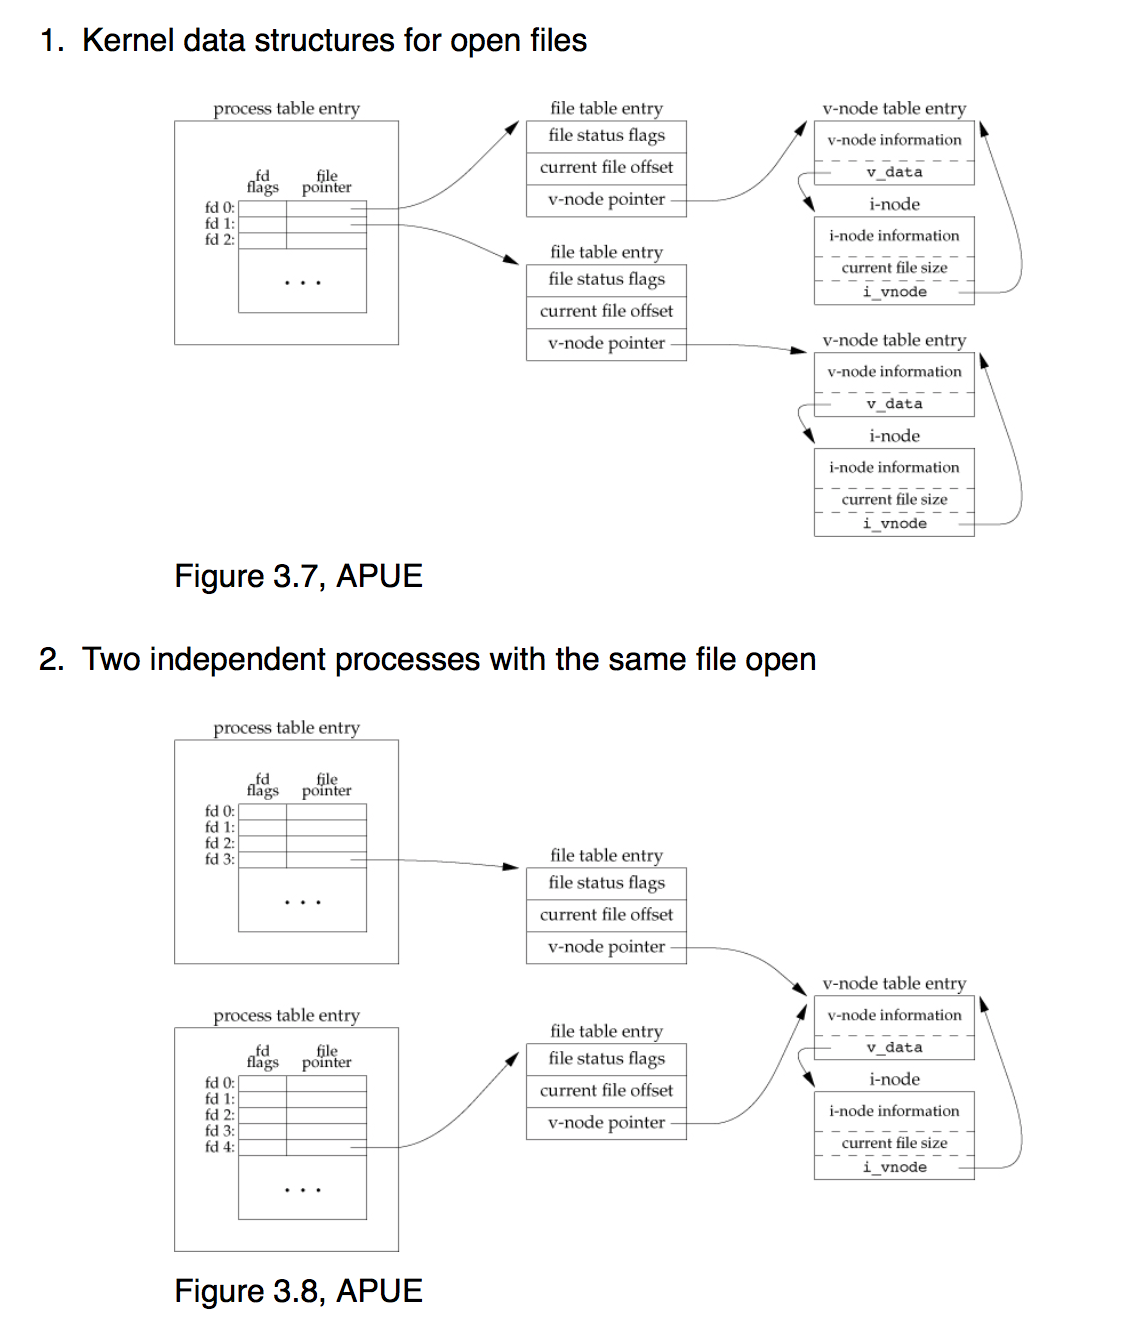 1. Kernel data structures for open files
process table entry
fd flags
file pointer
fd 0:
fd 1:
fd 2:
. . .
file table entry
file status flags
current file offset
v-node pointer
file table entry
file status flags
current file offset
v-node pointer
v-node table entry
v-node information
v_data
i-node
i-node information
current file size
i_vnode
v-node table entry
v-node information
v_data
i-node
i-node information
current file size
i_vnode
Figure 3.7, APUE
2. Two independent processes with the same file open
process table entry
fd flags
file pointer
fd 0:
fd 1:
fd 2:
fd 3:
. . .
process table entry
fd flags
file pointer
fd 0:
fd 1:
fd 2:
fd 3:
fd 4:
. . .
file table entry
file status flags
current file offset
v-node pointer
file table entry
file status flags
current file offset
v-node pointer
v-node table entry
v-node information
v_data
i-node
i-node information
current file size
i_vnode
Figure 3.8, APUE